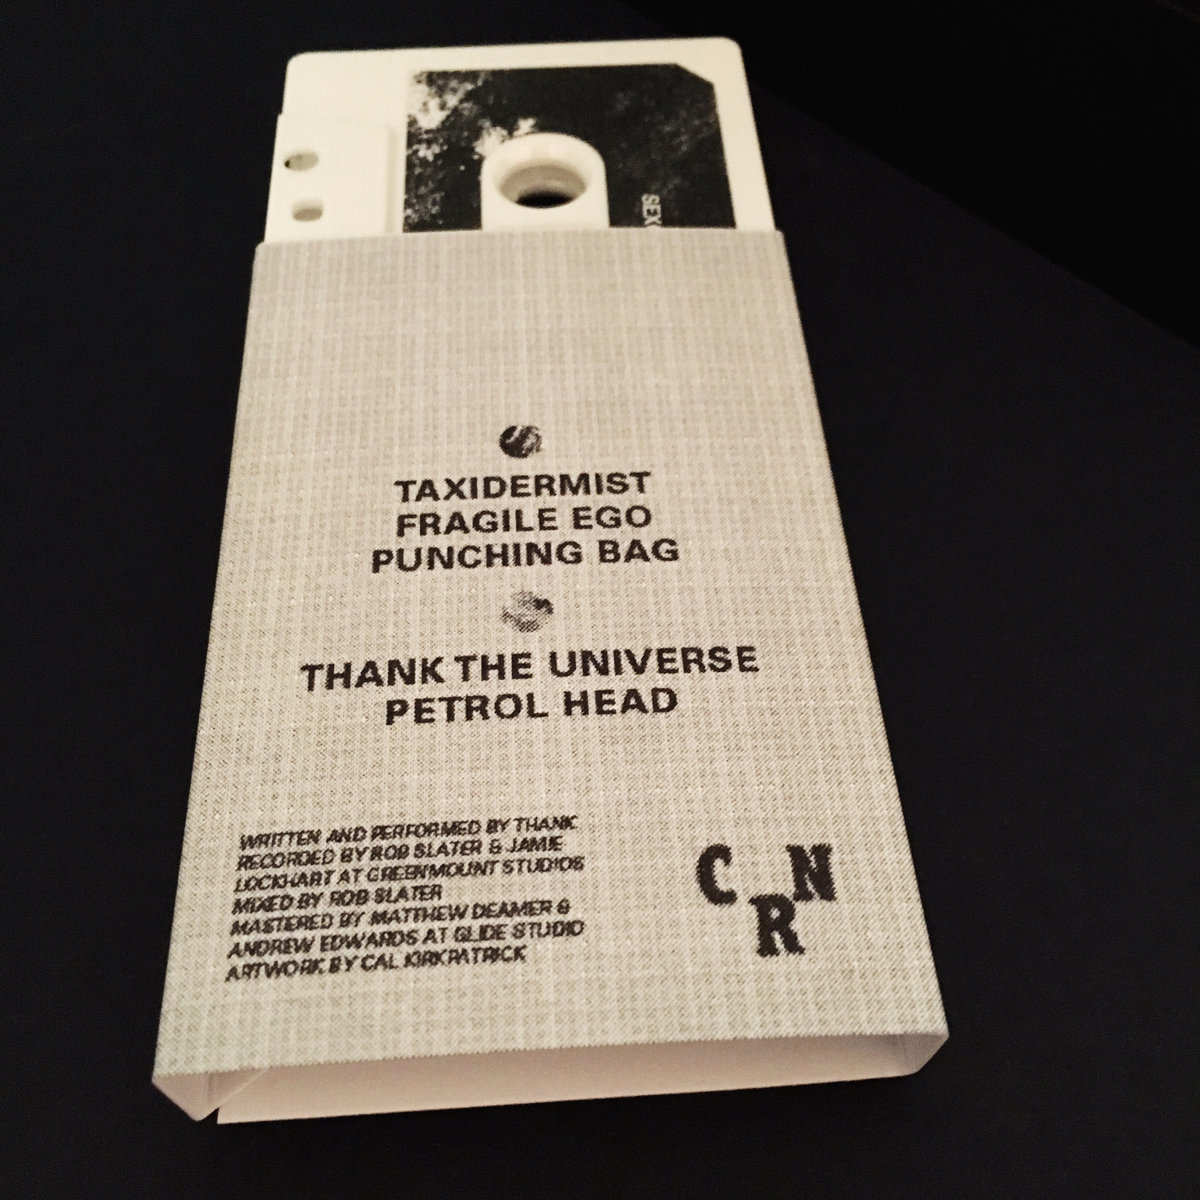 SEX
TAXIDERMIST
FRAGILE EGO
PUNCHING BAG
THANK THE UNIVERSE
PETROL HEAD
WRITTEN AND PERFORMED BY THANK
RECORDED BY ROB SLATER & JAMIE
LOCKHART AT GREENMOUNT STUDIOS
MIXED BY ROB SLATER
MASTERED BY MATTHEW DEAMER &
ANDREW EDWARDS AT GLIDE STUDIO
ARTWORK BY CAL KIRKPATRICK
CRN